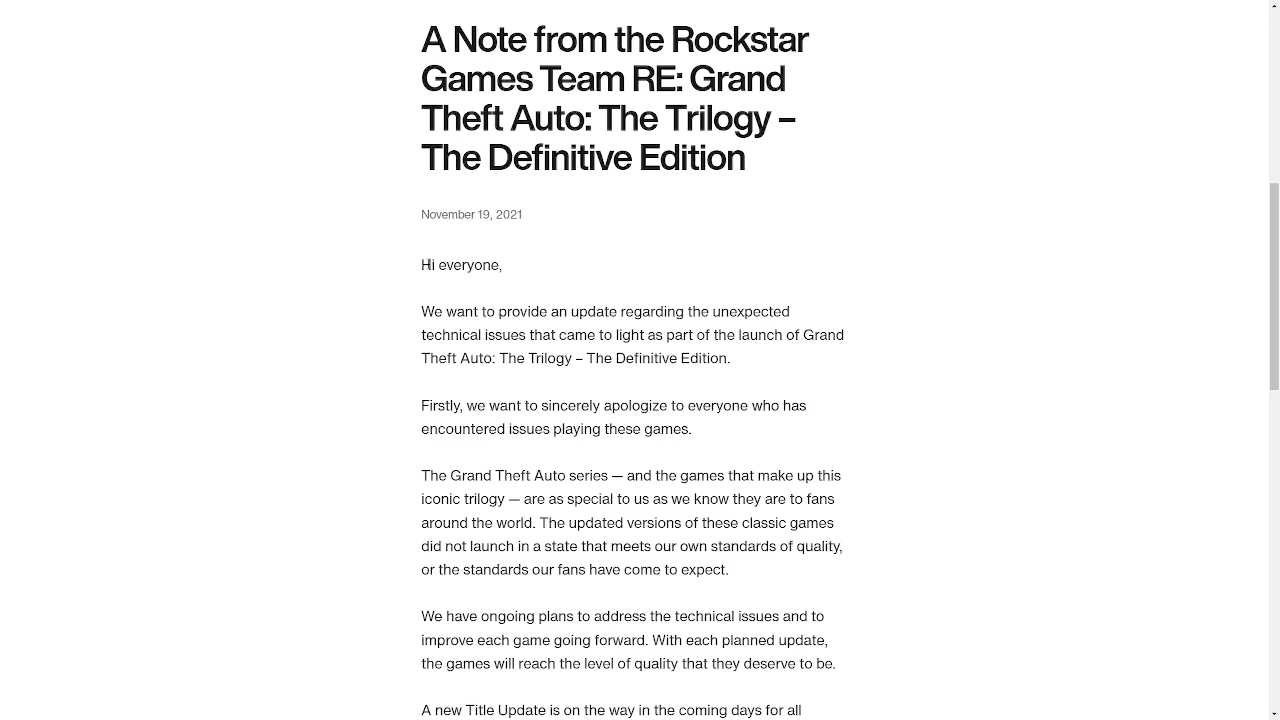 A Note from the Rockstar
Games Team RE: Grand
Theft Auto: The Trilogy –
The Definitive Edition
November 19, 2021
Hi everyone,
We want to provide an update regarding the unexpected
technical issues that came to light as part of the launch of Grand
Theft Auto: The Trilogy – The Definitive Edition.
Firstly, we want to sincerely apologize to everyone who has
encountered issues playing these games.
The Grand Theft Auto series — and the games that make up this
iconic trilogy — are as special to us as we know they are to fans
around the world. The updated versions of these classic games
did not launch in a state that meets our own standards of quality,
or the standards our fans have come to expect.
We have ongoing plans to address the technical issues and to
improve each game going forward. With each planned update,
the games will reach the level of quality that they deserve to be.
A new Title Update is on the way in the coming days for all